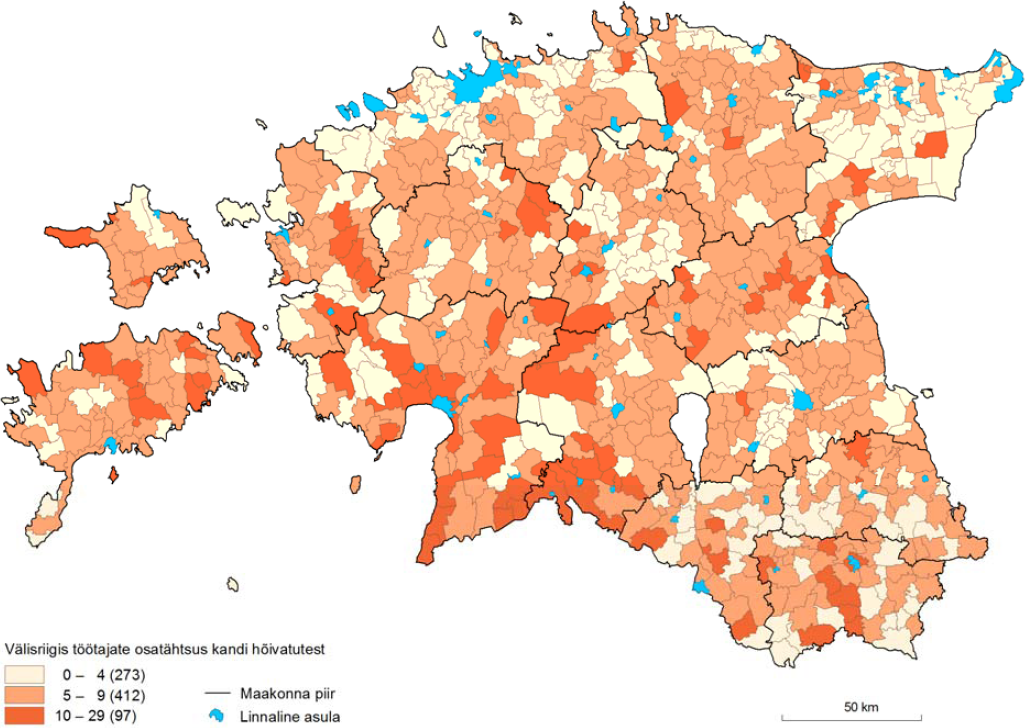 Välisriigis töötajate osatähtsus kandi hõivatutest
0 – 4 (273)
5 – 9 (412)
10 – 29 (97)
Maakonna piir
Linnaline asula
50 km